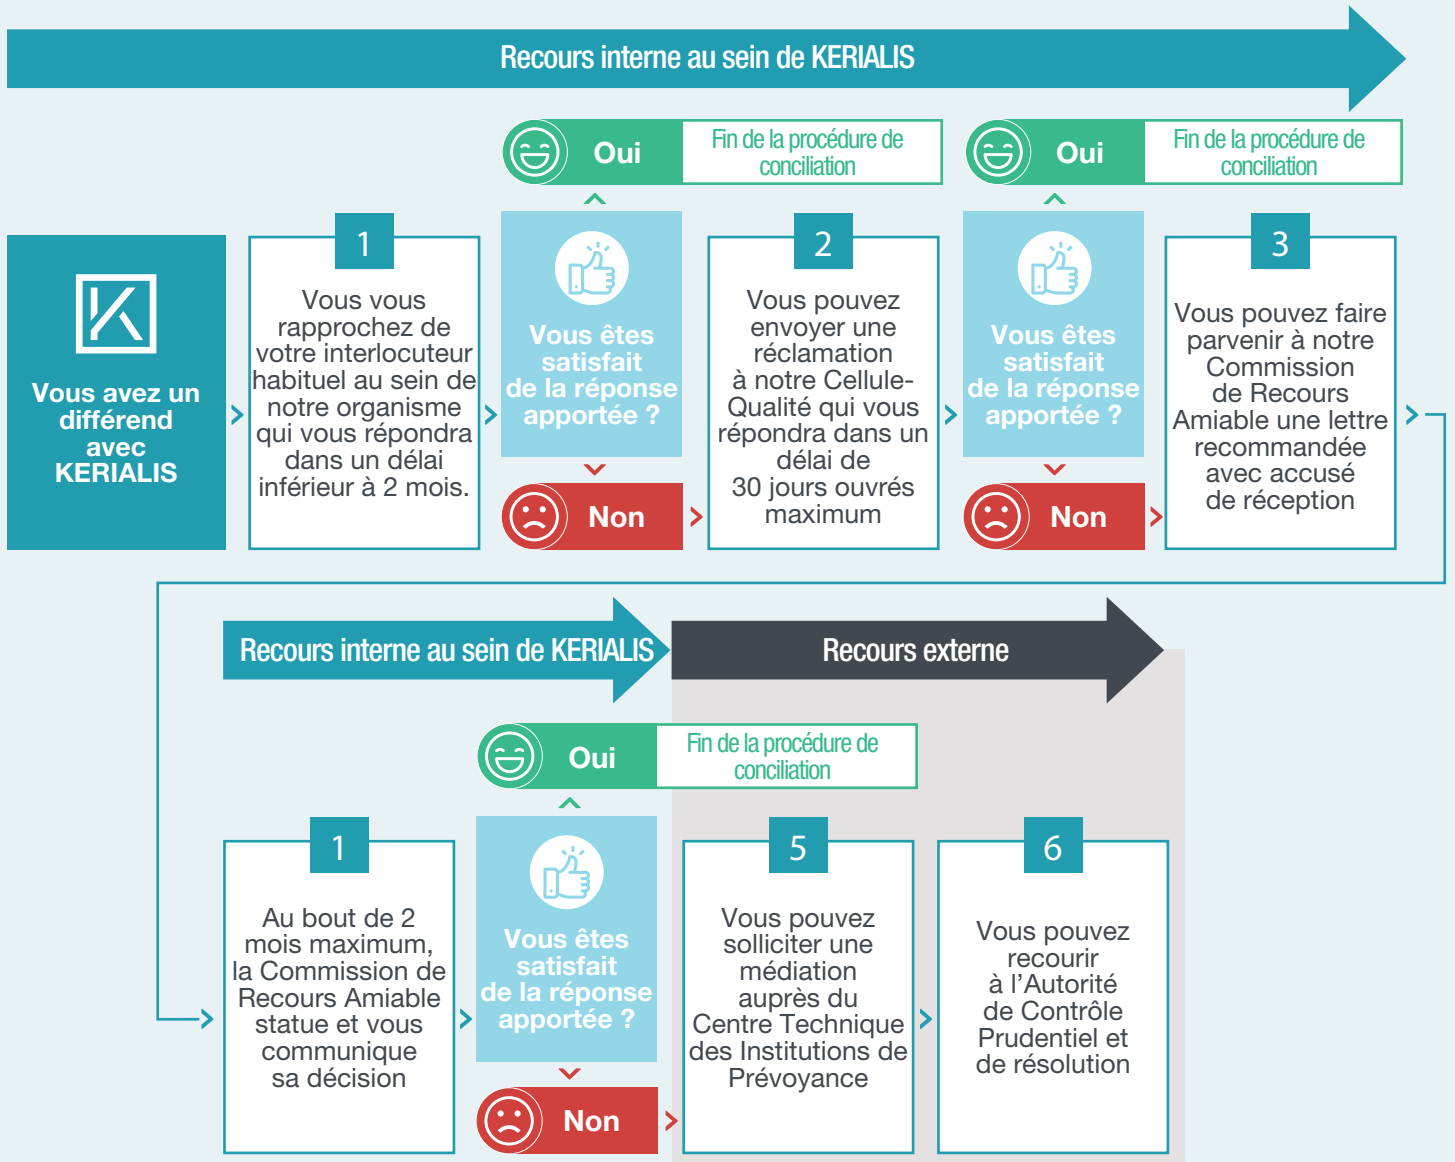 Recours interne au sein de KERIALIS
Vous avez un
différend
avec
KERIALIS
1
Vous vous
rapprochez de
votre interlocuteur
habituel au sein de
notre organisme
qui vous répondra
dans un délai
inférieur à 2 mois.
Oui
Fin de la procédure de
conciliation
Vous êtes
satisfait
de la réponse
apportée ?
Non
2
Vous pouvez
envoyer une
réclamation
à notre Cellule-
Qualité qui vous
répondra dans un
délai de
30 jours ouvrés
maximum
Oui
Fin de la procédure de
conciliation
Vous êtes
satisfait
de la réponse
apportée ?
Non
3
Vous pouvez faire
parvenir à notre
Commission
de Recours
Amiable une lettre
recommandée
avec accusé
de réception
Recours interne au sein de KERIALIS
Recours externe
1
Au bout de 2
mois maximum,
la Commission de
Recours Amiable
statue et vous
communique
sa décision
Oui
Fin de la procédure de
conciliation
Vous êtes
satisfait
de la réponse
apportée ?
Non
5
Vous pouvez
solliciter une
médiation
auprès du
Centre Technique
des Institutions de
Prévoyance
6
Vous pouvez
recourir
à l’Autorité
de Contrôle
Prudentiel et
de résolution